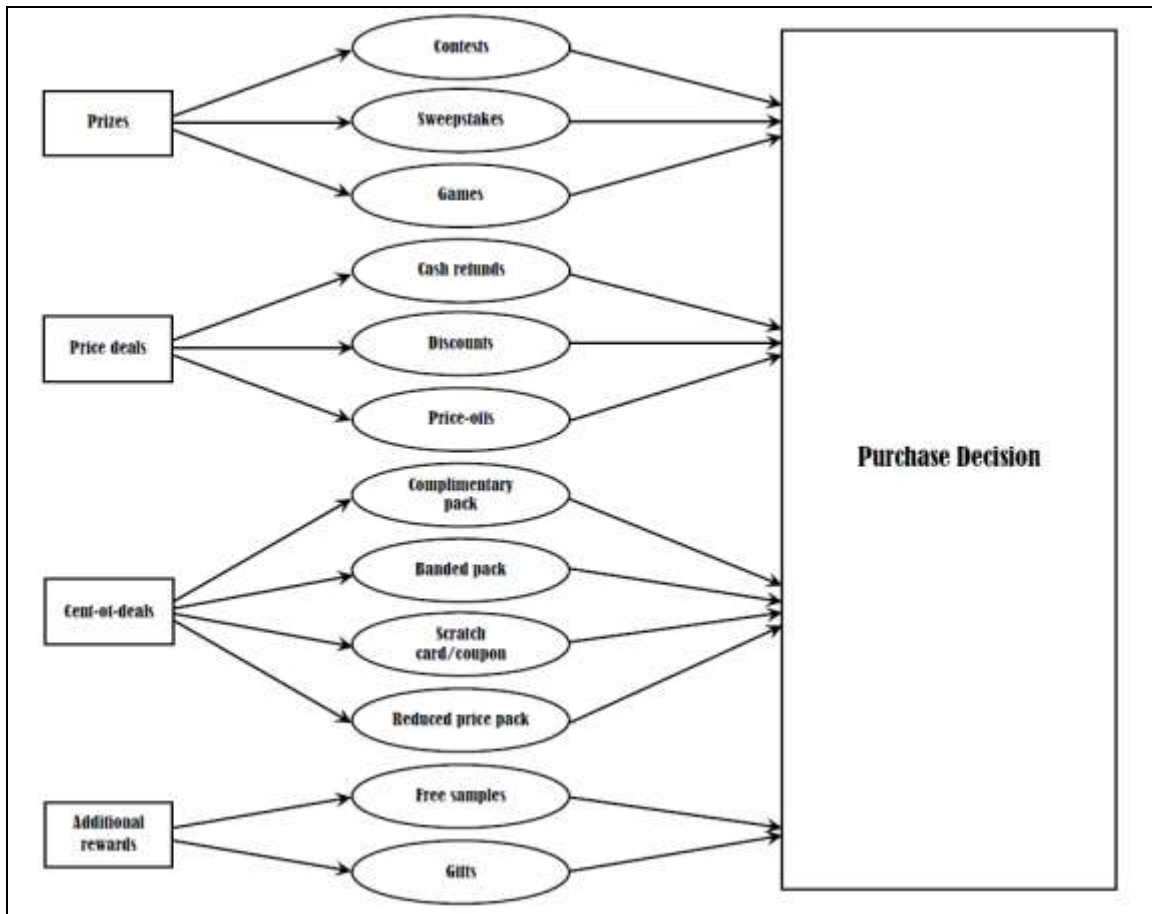 Contests
Prizes
Sweepstakes
Games
Cash refunds
Price deals
Discounts
Price-offs
Complimentary
pack
Banded pack
Cent-of-deals
Scratch
card/coupon
Reduced price pack
Free samples
Additional
rewards
Gifts
Purchase Decision